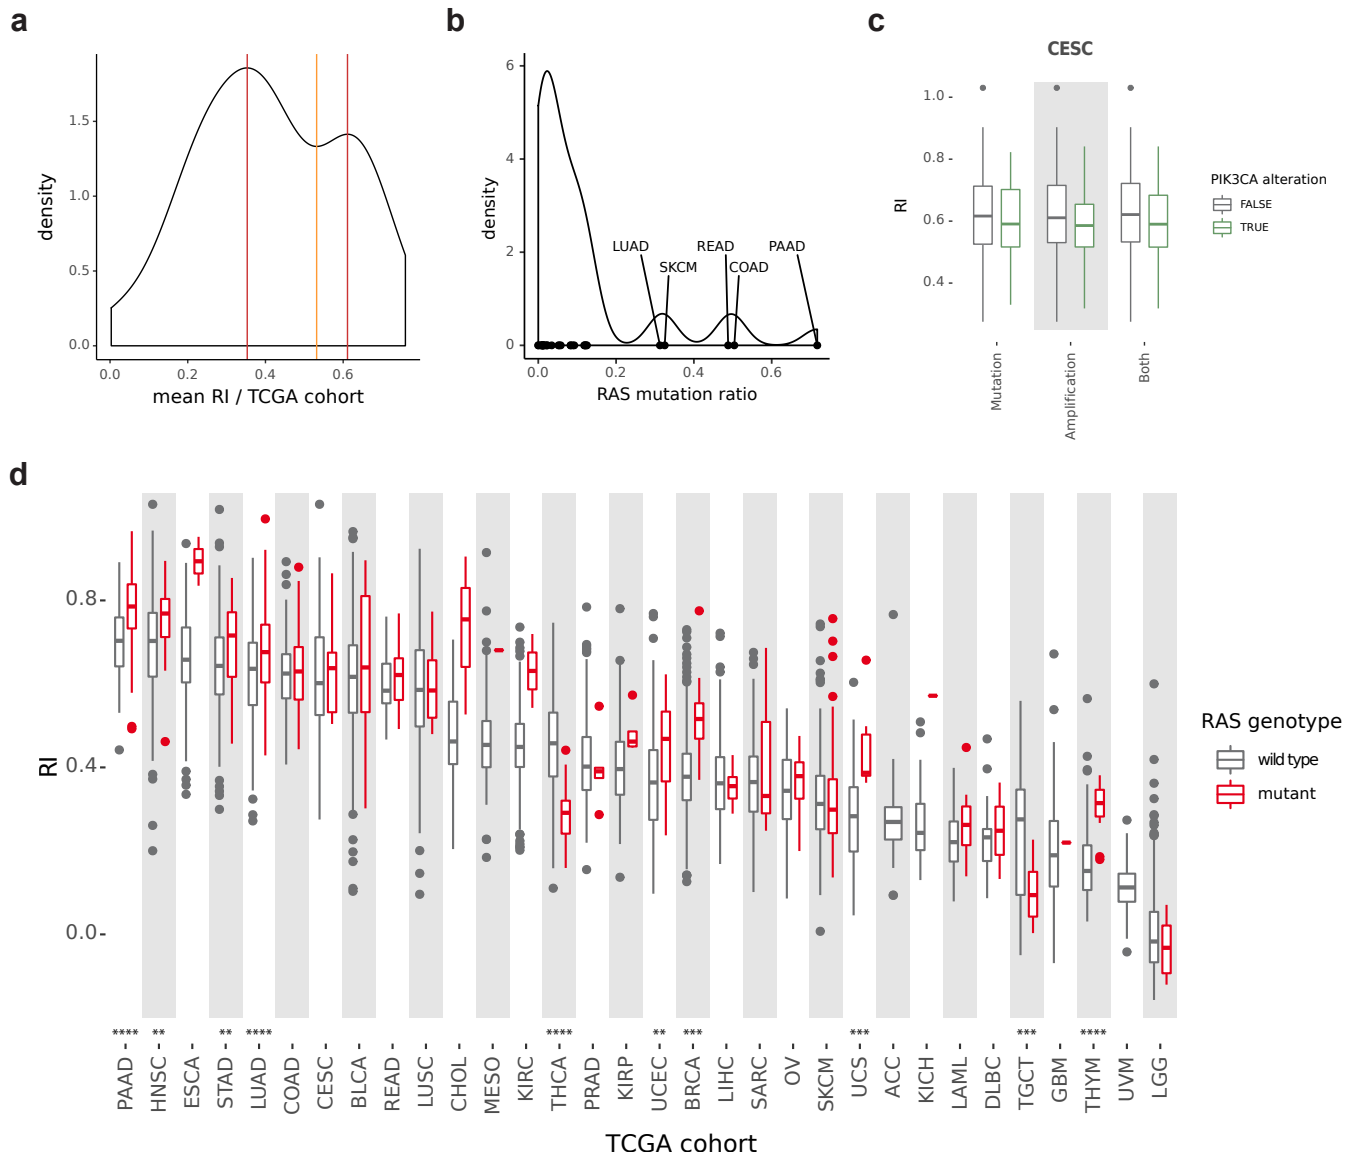 a
1.5
1.0
0.5
0.0
density
0.0 0.2 0.4 0.6
mean RI / TCGA cohort
b
6
4
2
0
density
LUAD READ PAAD
SKCM COAD
0.0 0.2 0.4 0.6
RAS mutation ratio
c
CESC
1.0
0.8
0.6
0.4
RI
Mutation
Amplification
Both
PIK3CA alteration
FALSE
TRUE
d
0.8
0.4
0.0
RI
RAS genotype
wild type
mutant
**** ** ** **** **** ** *** *** *** ****
PAAD HNSC ESCA STAD LUAD COAD CESC BLCA READ LUSC CHOL MESO KIRC THCA PRAD KIRP UCEC BRCA LIHC SARC OV SKCM UCS ACC KICH LAML DLBC TGCT GBM THYM UVM LGG
TCGA cohort